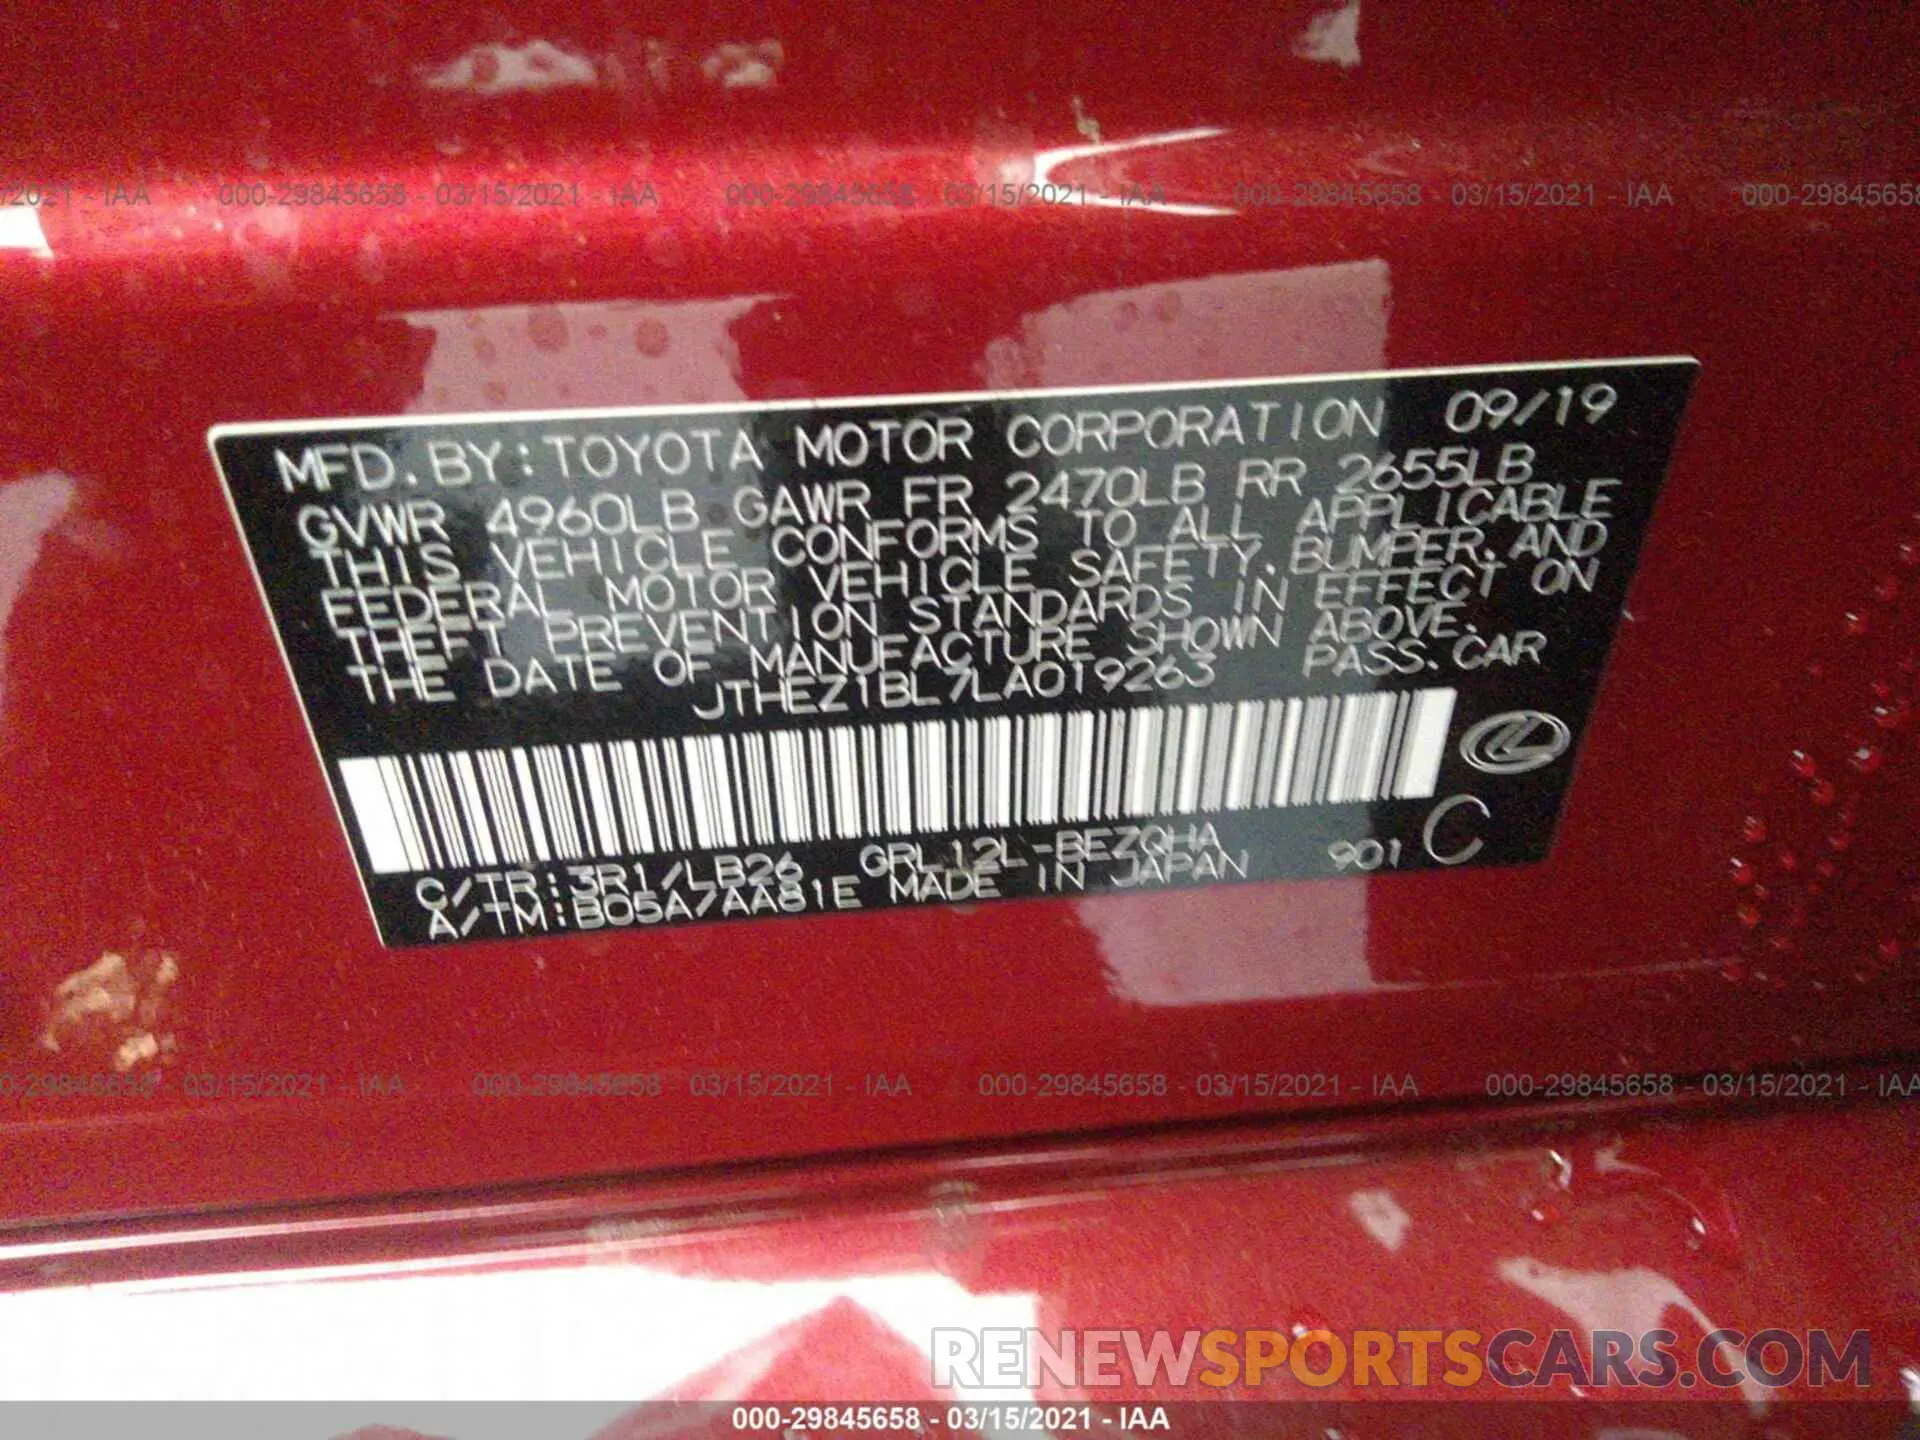 /2021 - IAA 000-29845658 - 03/15/2021 - IAA 000-29845658 - 03/15/2021 - IAA 000-29845658 - 03/15/2021 - IAA 000-29845658
MFD. BY: TOYOTA MOTOR CORPORATION 09/19
GVWR 4960LB GAWR FR 2470LB RR 2655LB
THIS VEHICLE CONFORMS TO ALL APPLICABLE
FEDERAL MOTOR VEHICLE SAFETY, BUMPER, AND
THEFT PREVENTION STANDARDS IN EFFECT ON
THE DATE OF MANUFACTURE SHOWN ABOVE.
JTHEZ1BL7LA019263 PASS. CAR
C/TR: 3R1/LB26 GRL12L-BEZQHA 901 C
A/TM: B05A7AA81E MADE IN JAPAN
0-29845658 - 03/15/2021 - IAA 000-29845658 - 03/15/2021 - IAA 000-29845658 - 03/15/2021 - IAA 000-29845658 - 03/15/2021 - IAA
RENEWSPORTSCARS.COM
000-29845658 - 03/15/2021 - IAA